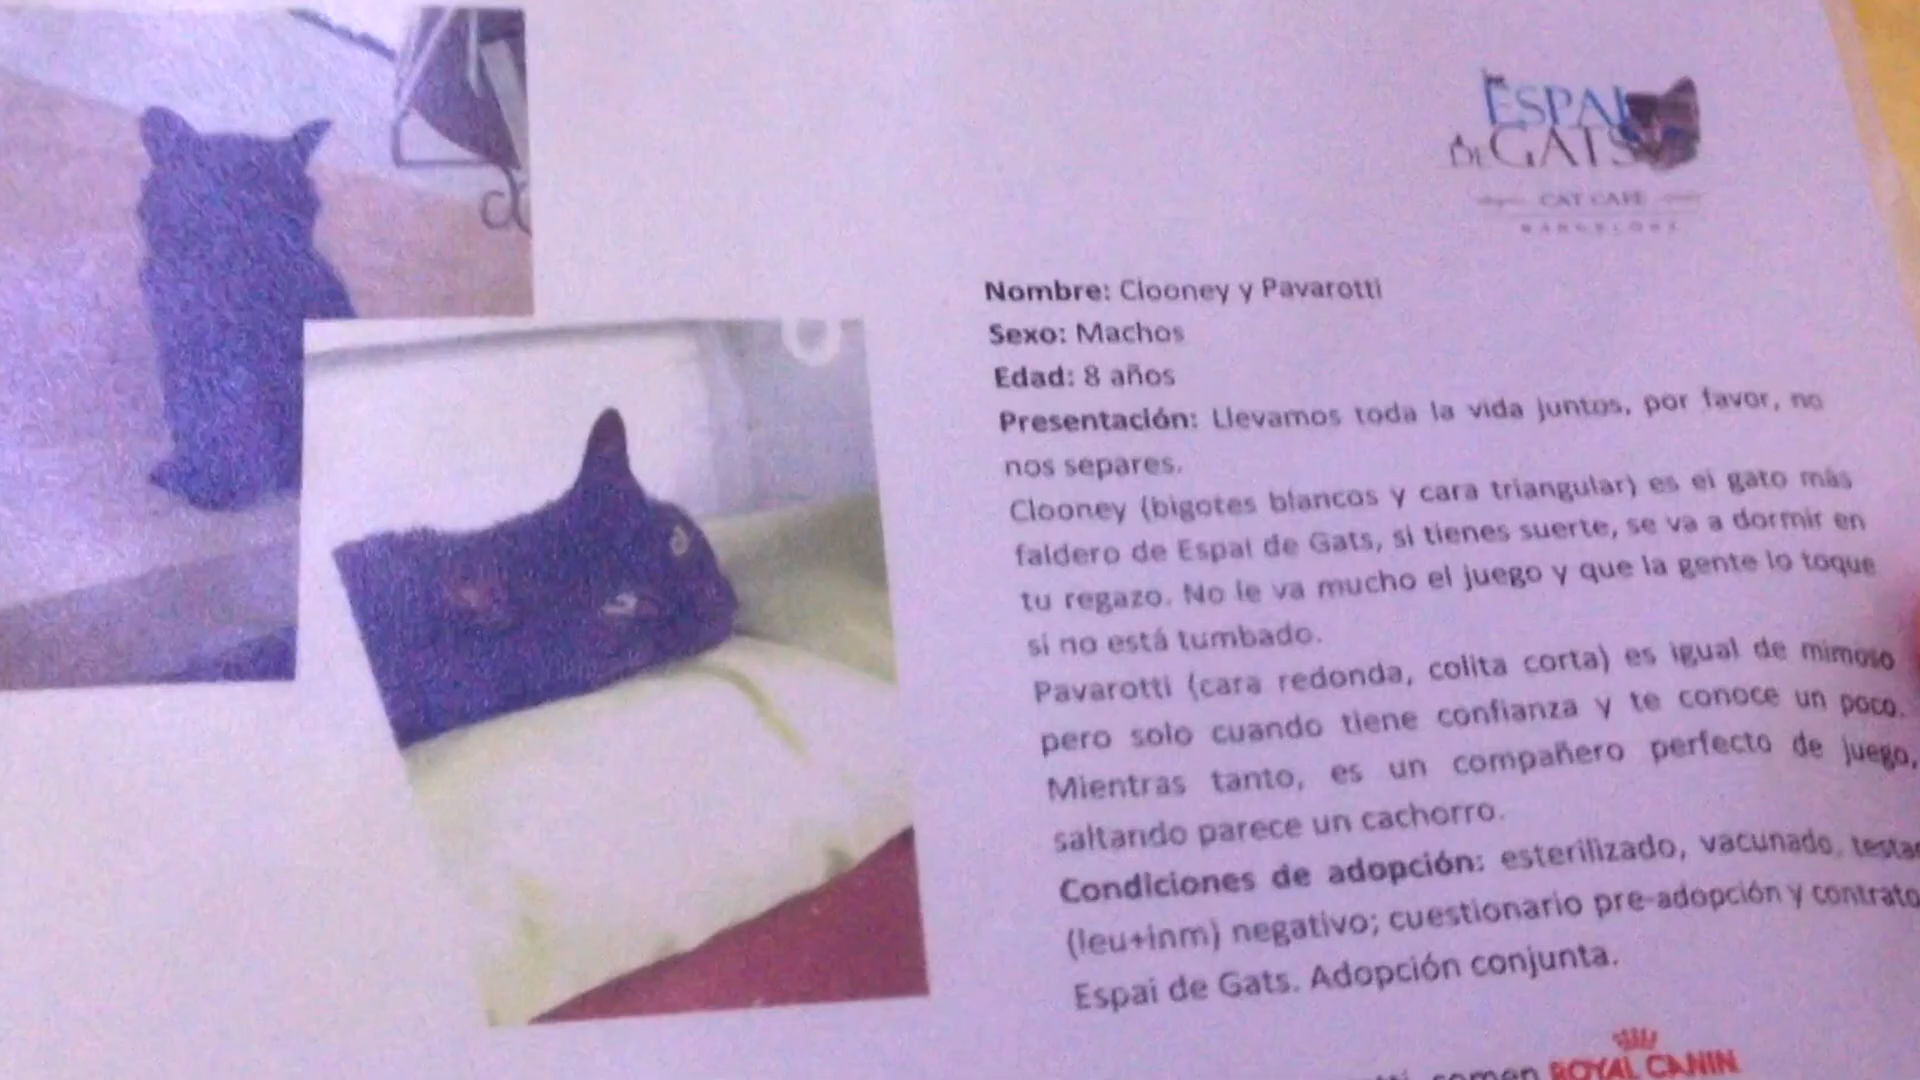 ESPAI
DE GATS
CAT CAFE
BARCELONA
Nombre: Clooney y Pavarotti
Sexo: Machos
Edad: 8 años
Presentación: Llevamos toda la vida juntos, por favor, no
nos separes.
Clooney (bigotes blancos y cara triangular) es el gato más
faldero de Espai de Gats, si tienes suerte, se va a dormir en
tu regazo. No le va mucho el juego y que la gente lo toque
si no está tumbado.
Pavarotti (cara redonda, colita corta) es igual de mimoso
pero solo cuando tiene confianza y te conoce un poco.
Mientras tanto, es un compañero perfecto de juego,
saltando parece un cachorro.
Condiciones de adopción: esterilizado, vacunado, testad
(leu+inm) negativo; cuestionario pre-adopción y contrato
Espai de Gats. Adopción conjunta.
comen ROYAL CANIN